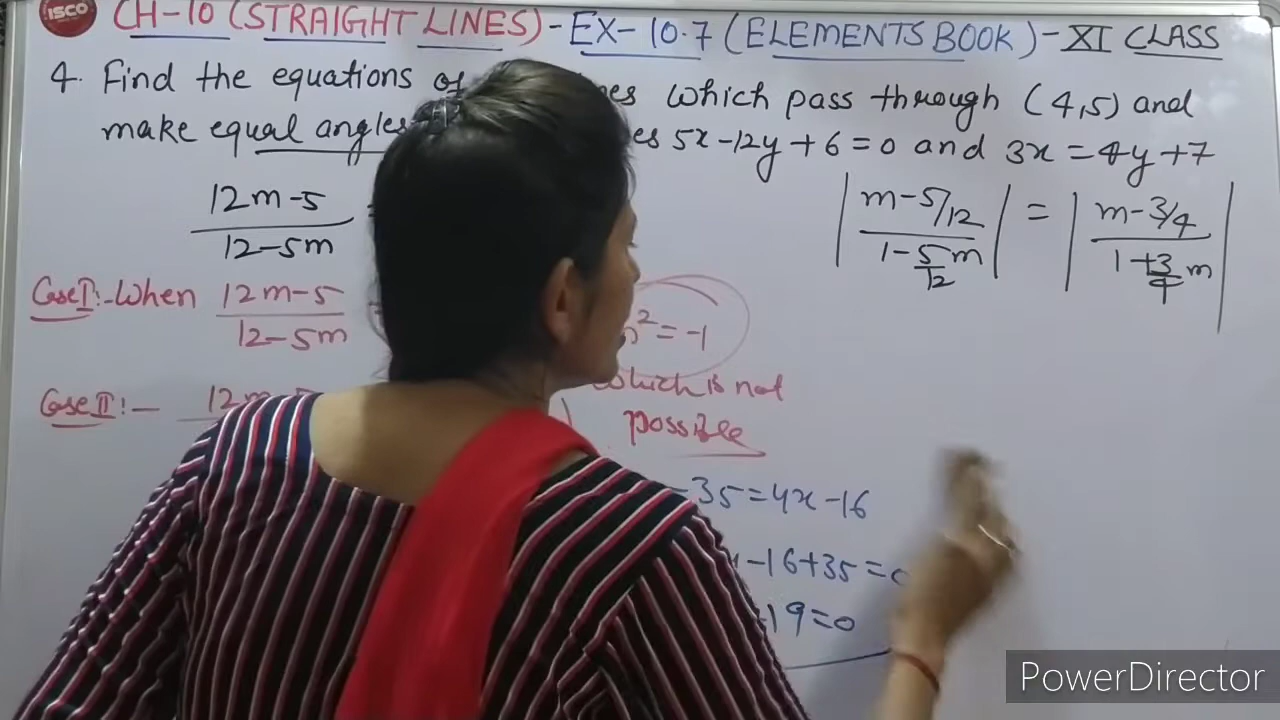 ISCO
CH-10 (STRAIGHT LINES) - EX-10.7 (ELEMENTS BOOK) - XI CLASS
4. Find the equations of which pass through (4,5) and
make equal angles 5x-12y+6=0 and 3x=4y+7
12m-5 / 12-5m
| m-5/12 / 1-5/12 m | = | m-3/4 / 1+3/4 m |
Case I:- When 12m-5 / 12-5m
² = -1
which is not
possible
Case II:- 12m
-35=4x-16
-16+35=0
19=0
PowerDirector